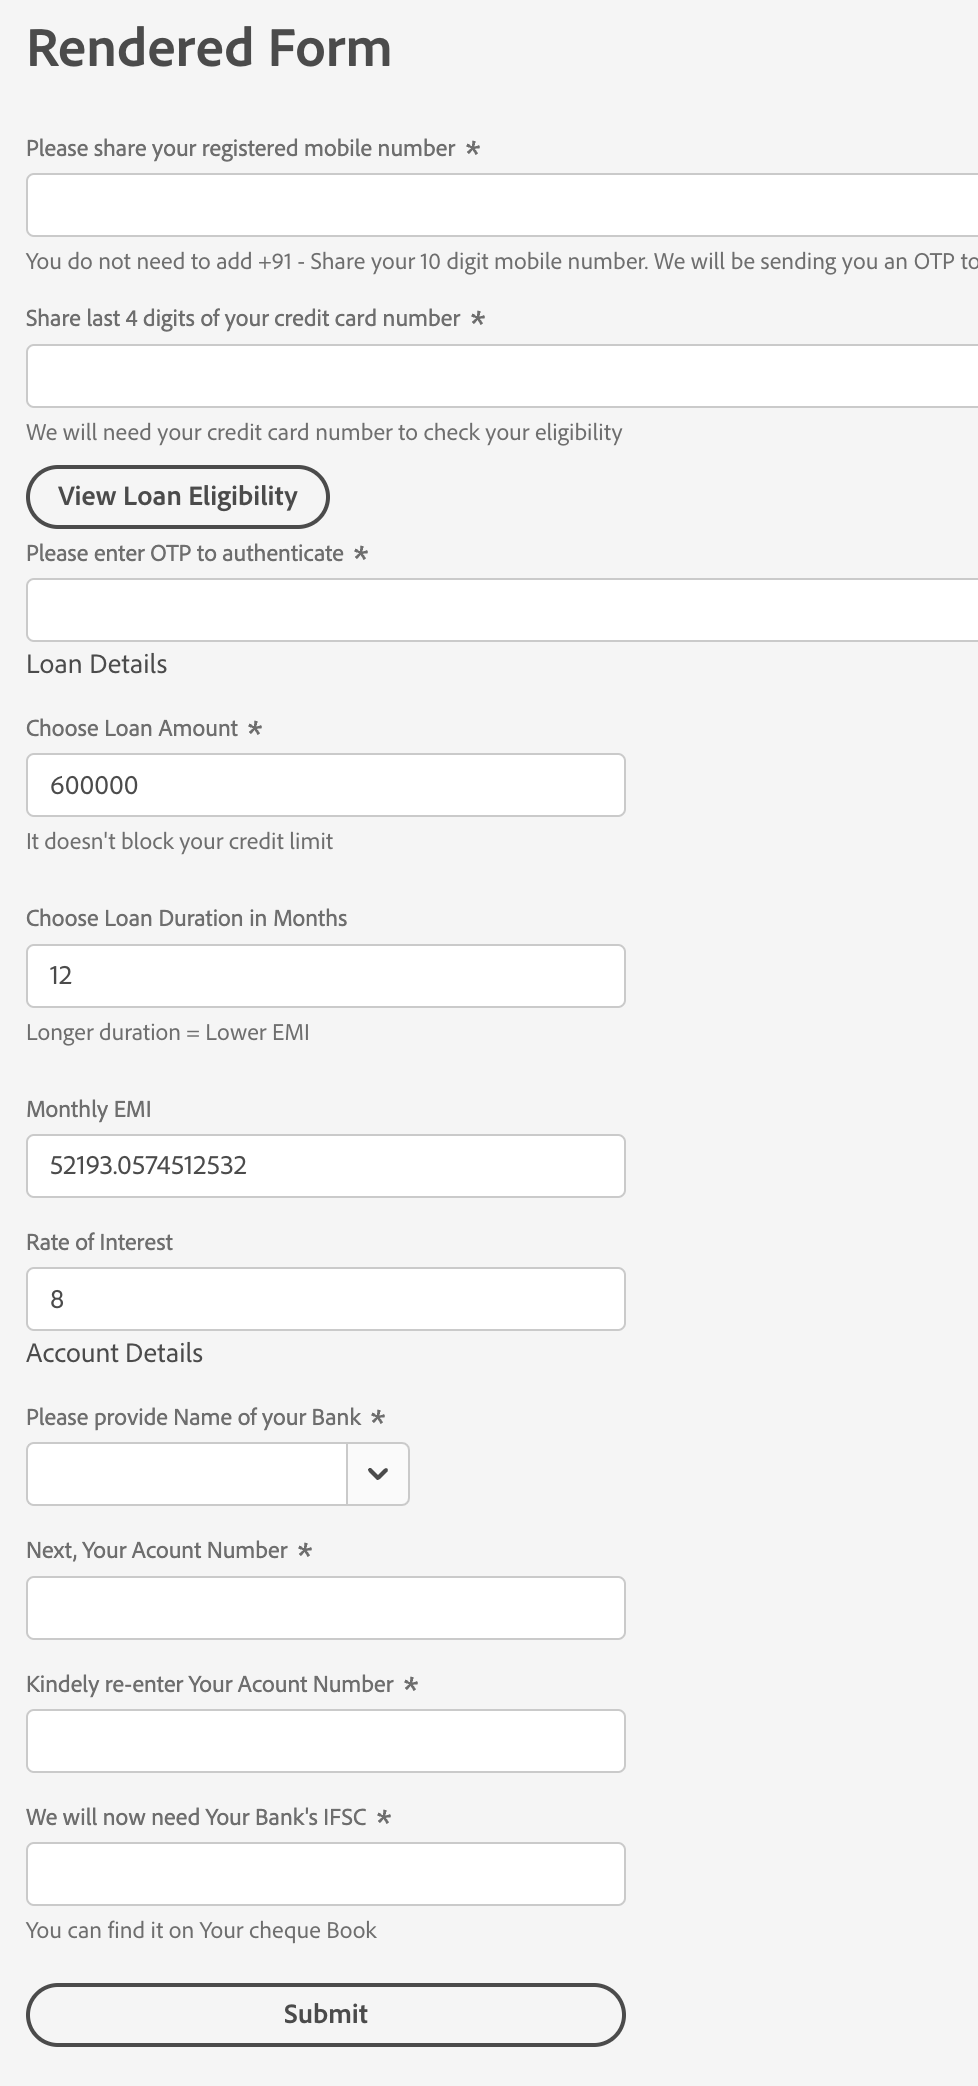 Rendered Form
Please share your registered mobile number *
You do not need to add +91 - Share your 10 digit mobile number. We will be sending you an OTP to
Share last 4 digits of your credit card number *
We will need your credit card number to check your eligibility
View Loan Eligibility
Please enter OTP to authenticate *
Loan Details
Choose Loan Amount *
600000
It doesn't block your credit limit
Choose Loan Duration in Months
12
Longer duration = Lower EMI
Monthly EMI
52193.0574512532
Rate of Interest
8
Account Details
Please provide Name of your Bank *
Next, Your Acount Number *
Kindely re-enter Your Acount Number *
We will now need Your Bank's IFSC *
You can find it on Your cheque Book
Submit